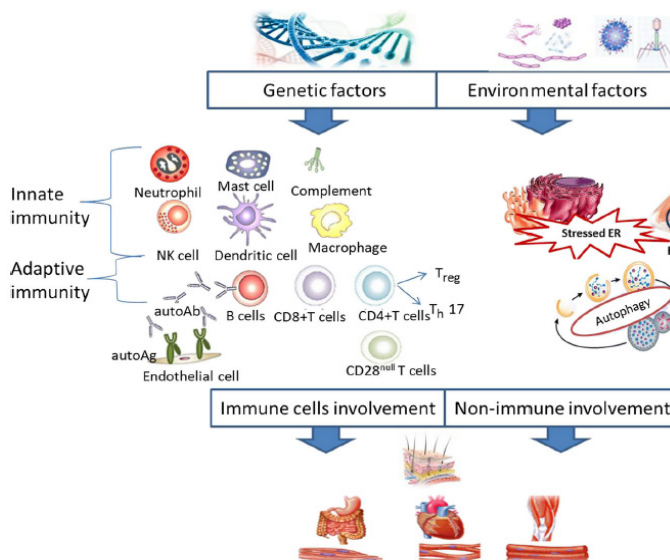 Genetic factors
Environmental factors
Innate
immunity
Neutrophil
Mast cell
Complement
NK cell
Dendritic cell
Macrophage
Stressed ER
Adaptive
immunity
autoAb
B cells
CD8+T cells
CD4+T cells
Treg
Th 17
Autophagy
autoAg
Endothelial cell
CD28null T cells
Immune cells involvement
Non-immune involvement